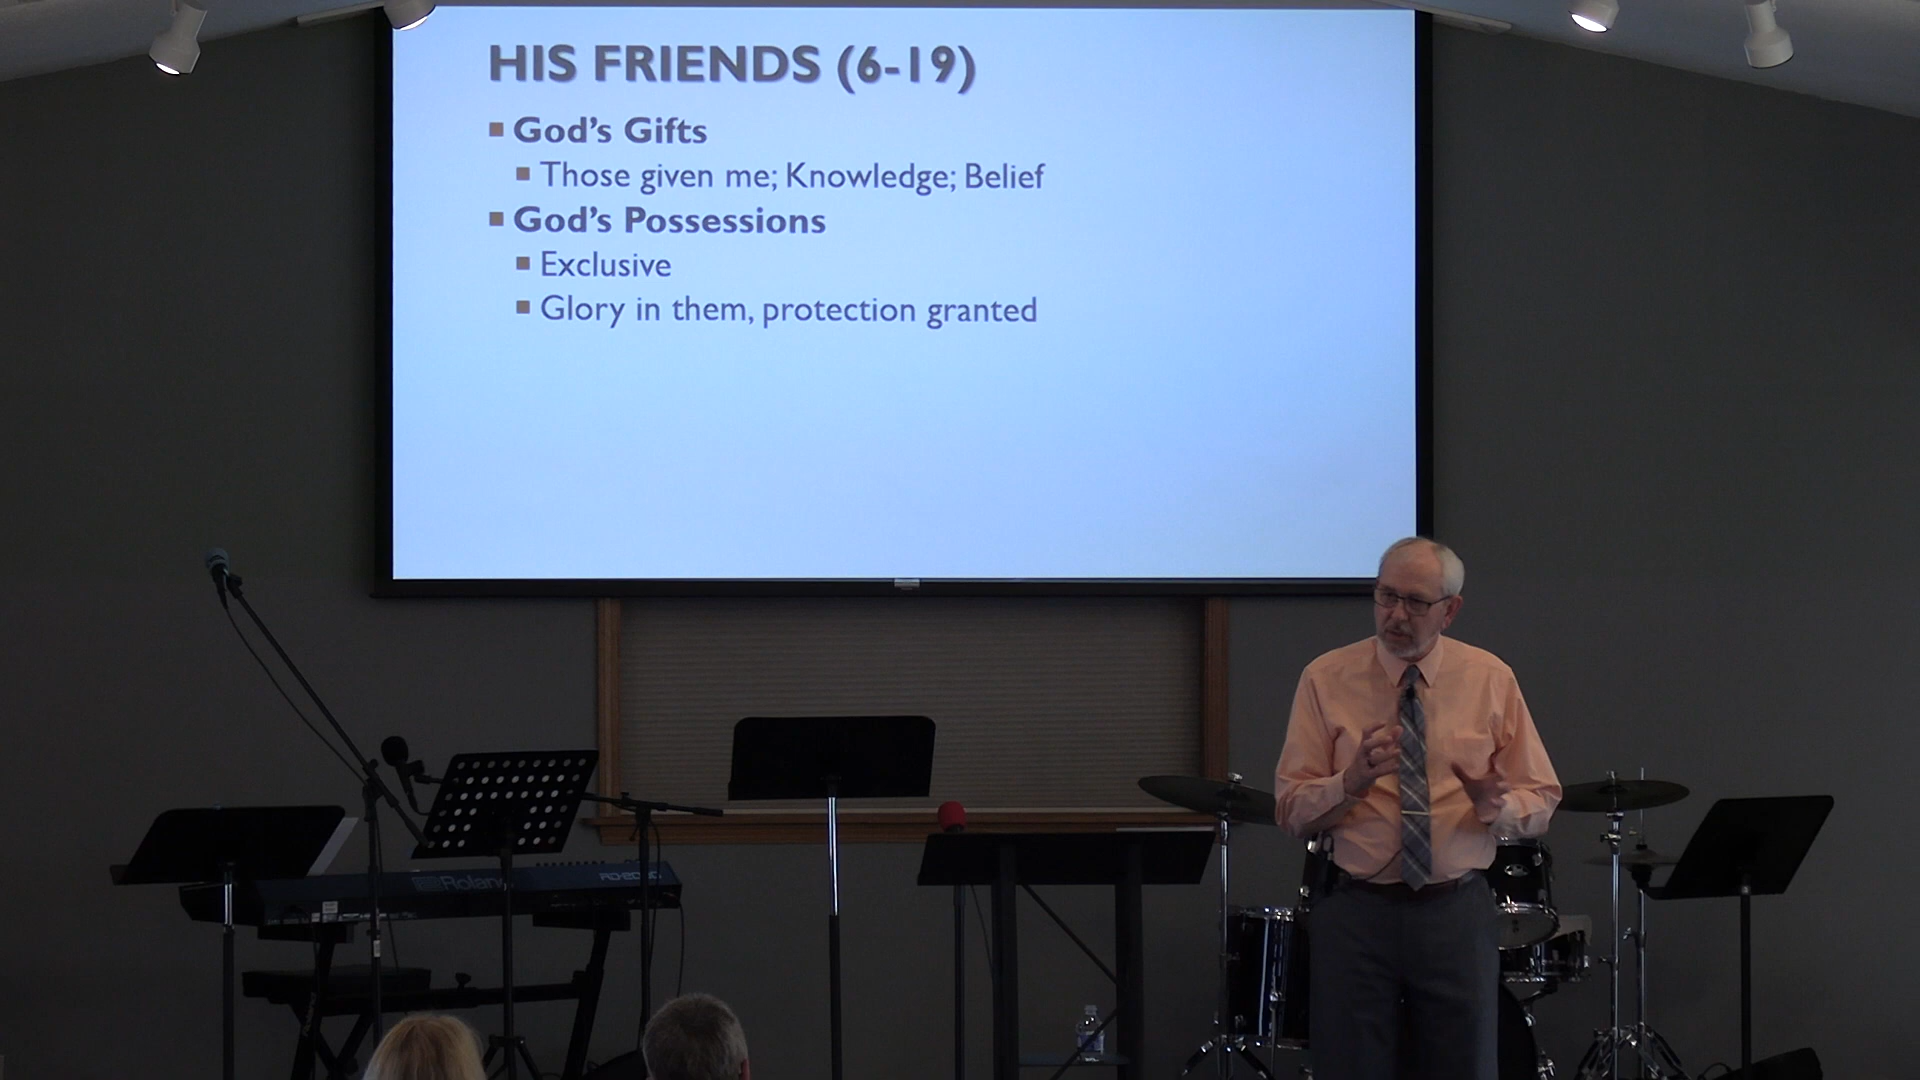 HIS FRIENDS (6-19)
God's Gifts
Those given me; Knowledge; Belief
God's Possessions
Exclusive
Glory in them, protection granted
Roland